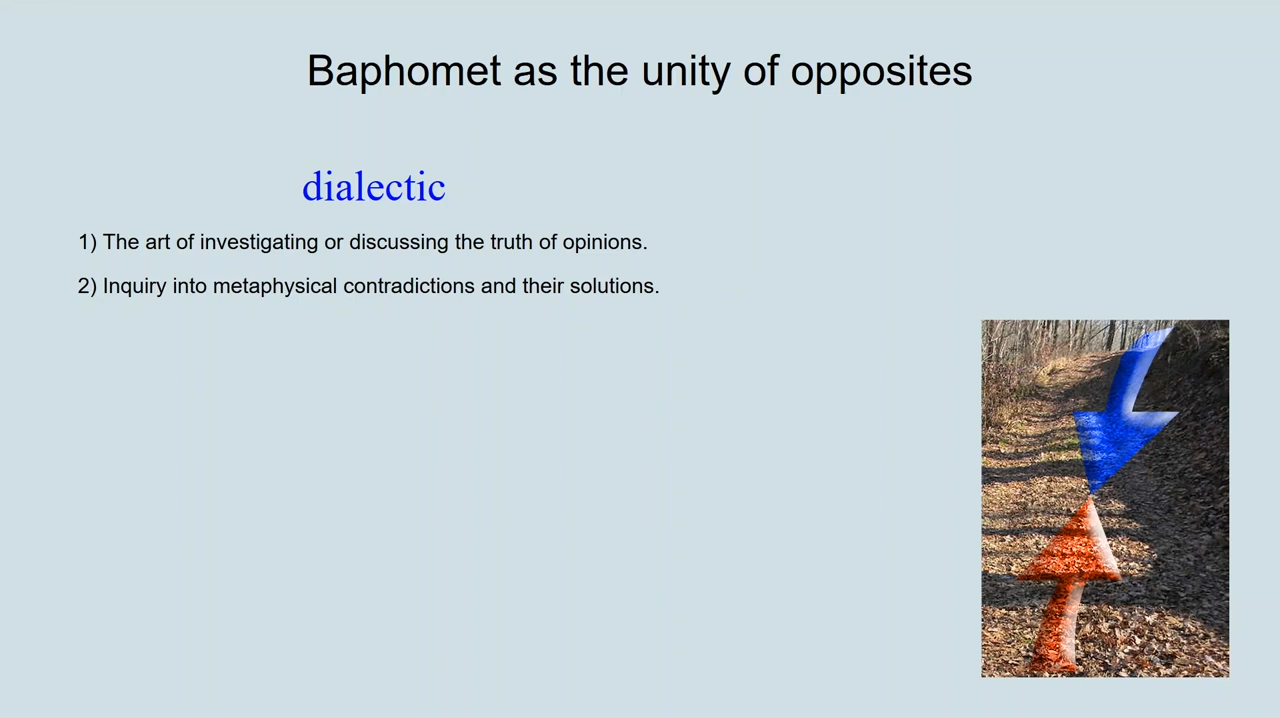 Baphomet as the unity of opposites
dialectic
1) The art of investigating or discussing the truth of opinions.
2) Inquiry into metaphysical contradictions and their solutions.